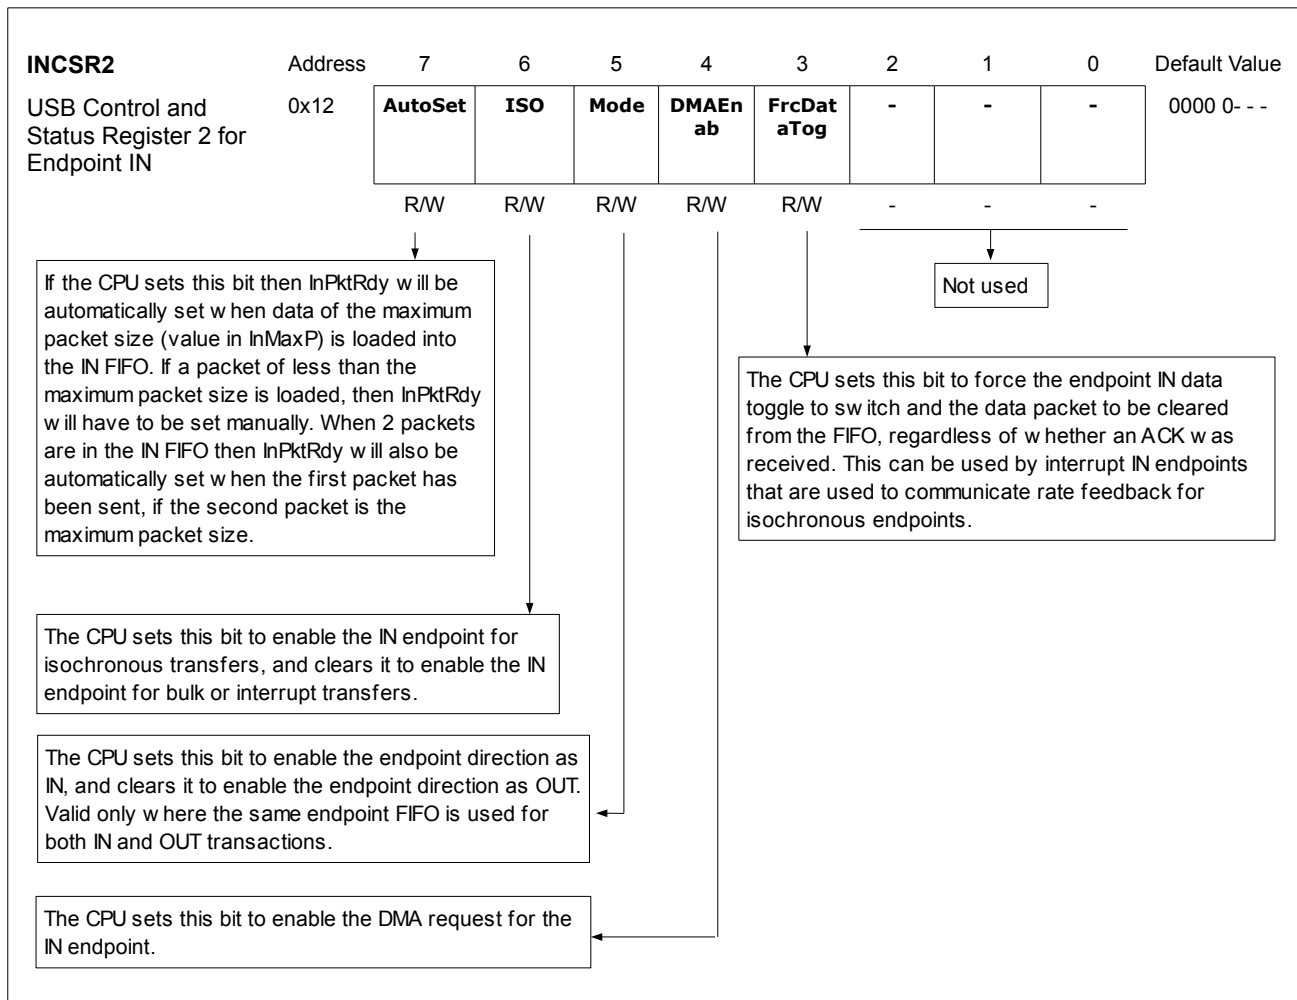 INCSR2 Address 7 6 5 4 3 2 1 0 Default Value
USB Control and
Status Register 2 for
Endpoint IN
0x12 AutoSet ISO Mode DMAEn
ab FrcDat
aTog - - - 0000 0- - -
R/W R/W R/W R/W R/W - - -
If the CPU sets this bit then InPktRdy will be
automatically set when data of the maximum
packet size (value in InMaxP) is loaded into
the IN FIFO. If a packet of less than the
maximum packet size is loaded, then InPktRdy
will have to be set manually. When 2 packets
are in the IN FIFO then InPktRdy will also be
automatically set when the first packet has
been sent, if the second packet is the
maximum packet size.
Not used
The CPU sets this bit to force the endpoint IN data
toggle to switch and the data packet to be cleared
from the FIFO, regardless of whether an ACK was
received. This can be used by interrupt IN endpoints
that are used to communicate rate feedback for
isochronous endpoints.
The CPU sets this bit to enable the IN endpoint for
isochronous transfers, and clears it to enable the IN
endpoint for bulk or interrupt transfers.
The CPU sets this bit to enable the endpoint direction as
IN, and clears it to enable the endpoint direction as OUT.
Valid only where the same endpoint FIFO is used for
both IN and OUT transactions.
The CPU sets this bit to enable the DMA request for the
IN endpoint.